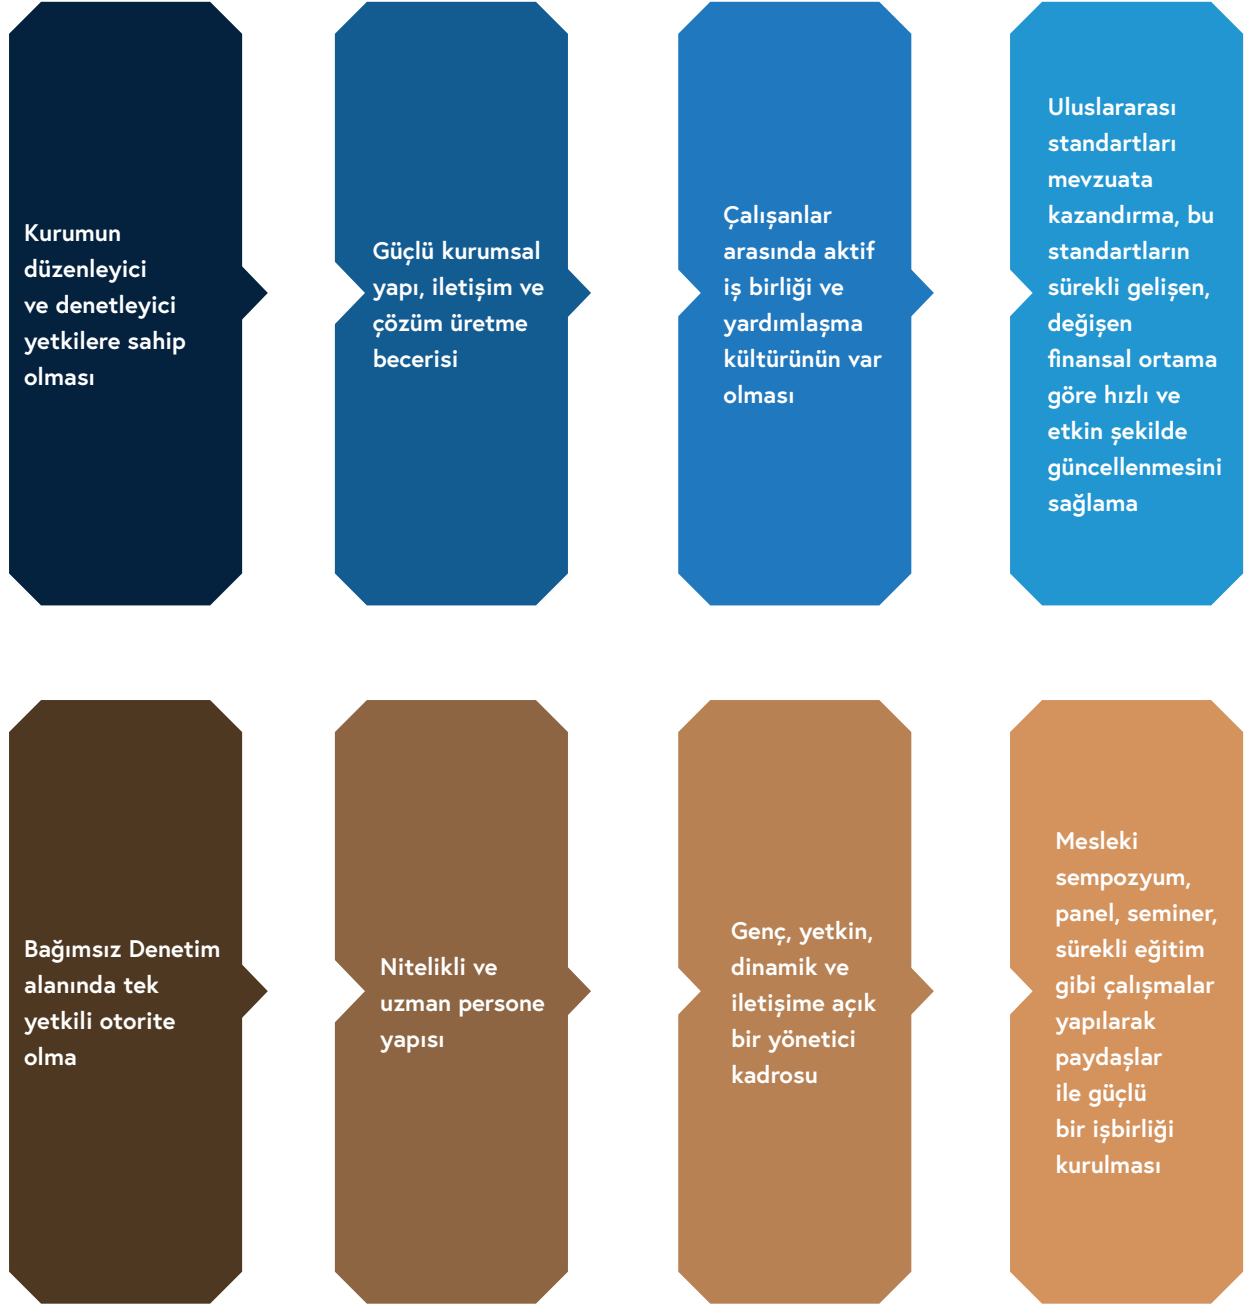 Kurumun
düzenleyici
ve denetleyici
yetkilere sahip
olması
Güçlü kurumsal
yapı, iletişim ve
çözüm üretme
becerisi
Çalışanlar
arasında aktif
iş birliği ve
yardımlaşma
kültürünün var
olması
Uluslararası
standartları
mevzuata
kazandırma, bu
standartların
sürekli gelişen,
değişen
finansal ortama
göre hızlı ve
etkin şekilde
güncellenmesini
sağlama
Bağımsız Denetim
alanında tek
yetkili otorite
olma
Nitelikli ve
uzman persone
yapısı
Genç, yetkin,
dinamik ve
iletişime açık
bir yönetici
kadrosu
Mesleki
sempozyum,
panel, seminer,
sürekli eğitim
gibi çalışmalar
yapılarak
paydaşlar
ile güçlü
bir işbirliği
kurulması